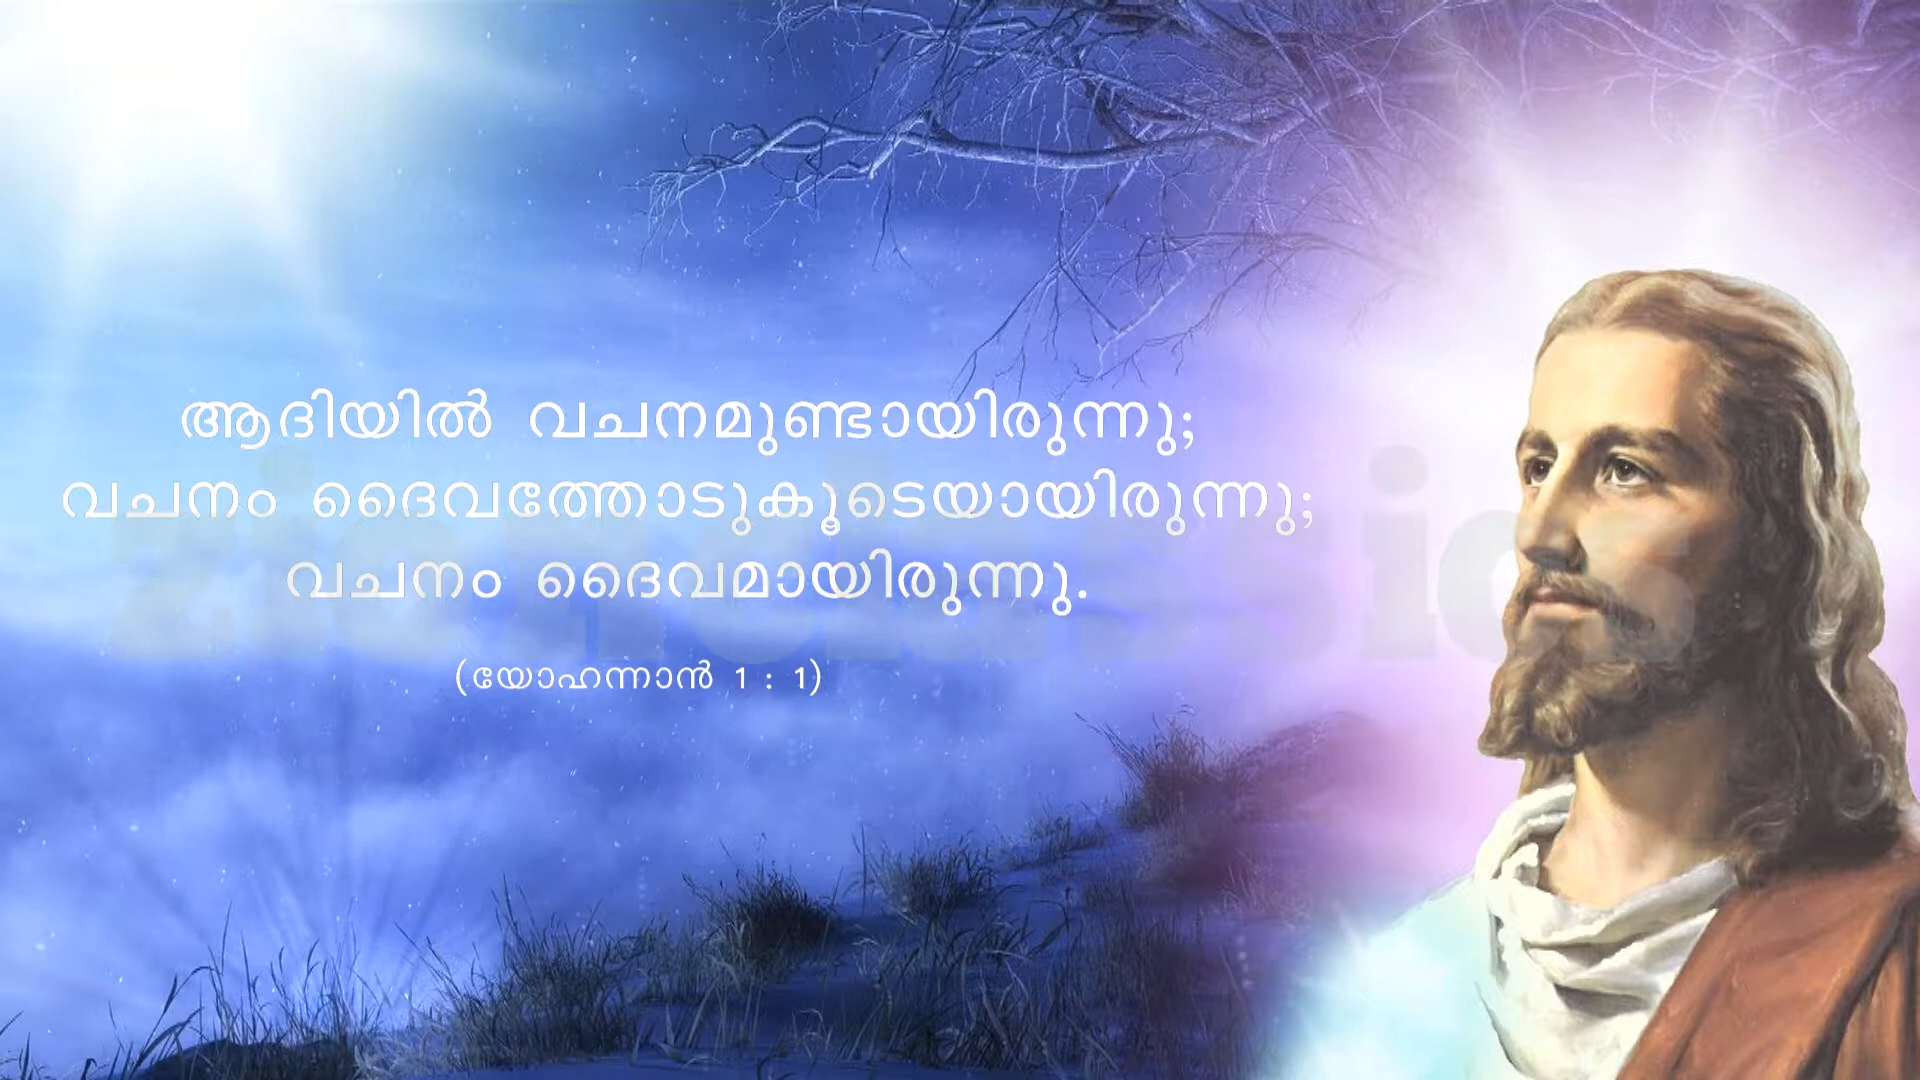 ആദിയിൽ വചനമുണ്ടായിരുന്നു;
വചനം ദൈവത്തോടുകൂടെയായിരുന്നു;
വചനം ദൈവമായിരുന്നു.
(യോഹന്നാൻ 1 : 1)